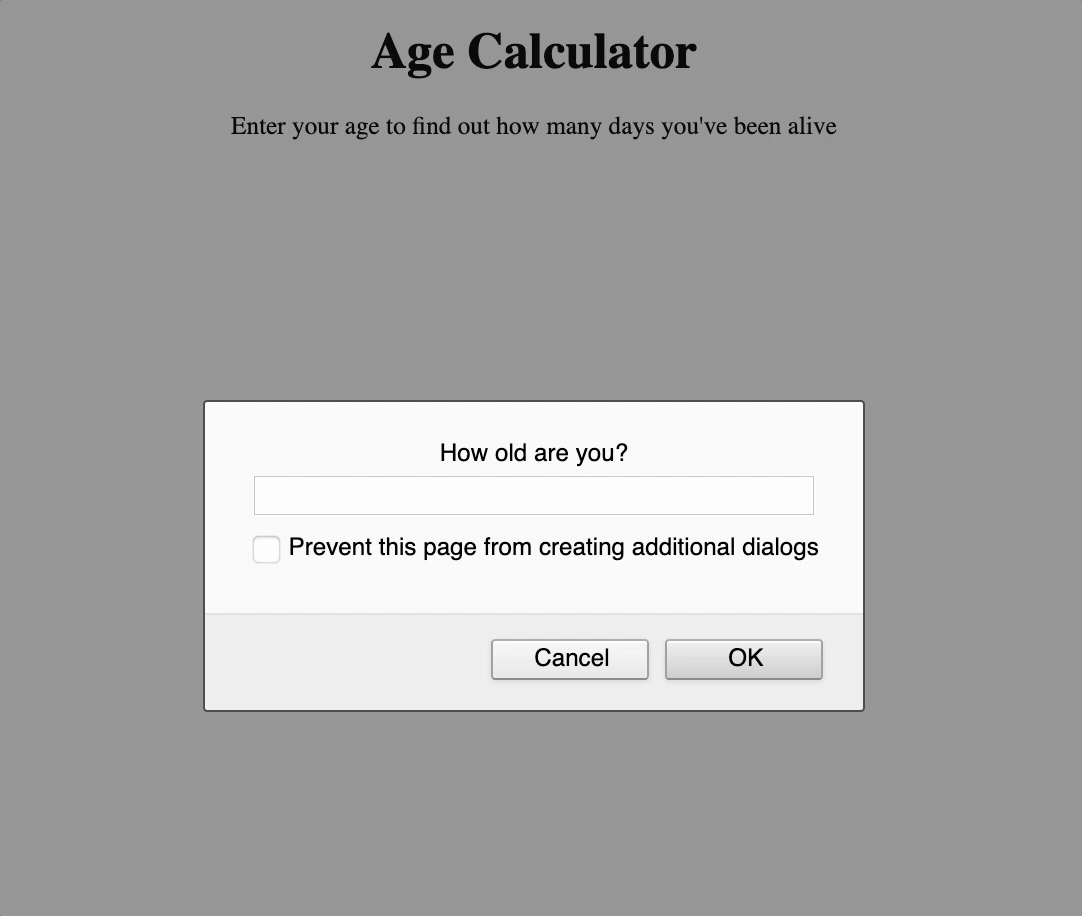 Age Calculator
Enter your age to find out how many days you've been alive
How old are you?
Prevent this page from creating additional dialogs
Cancel OK